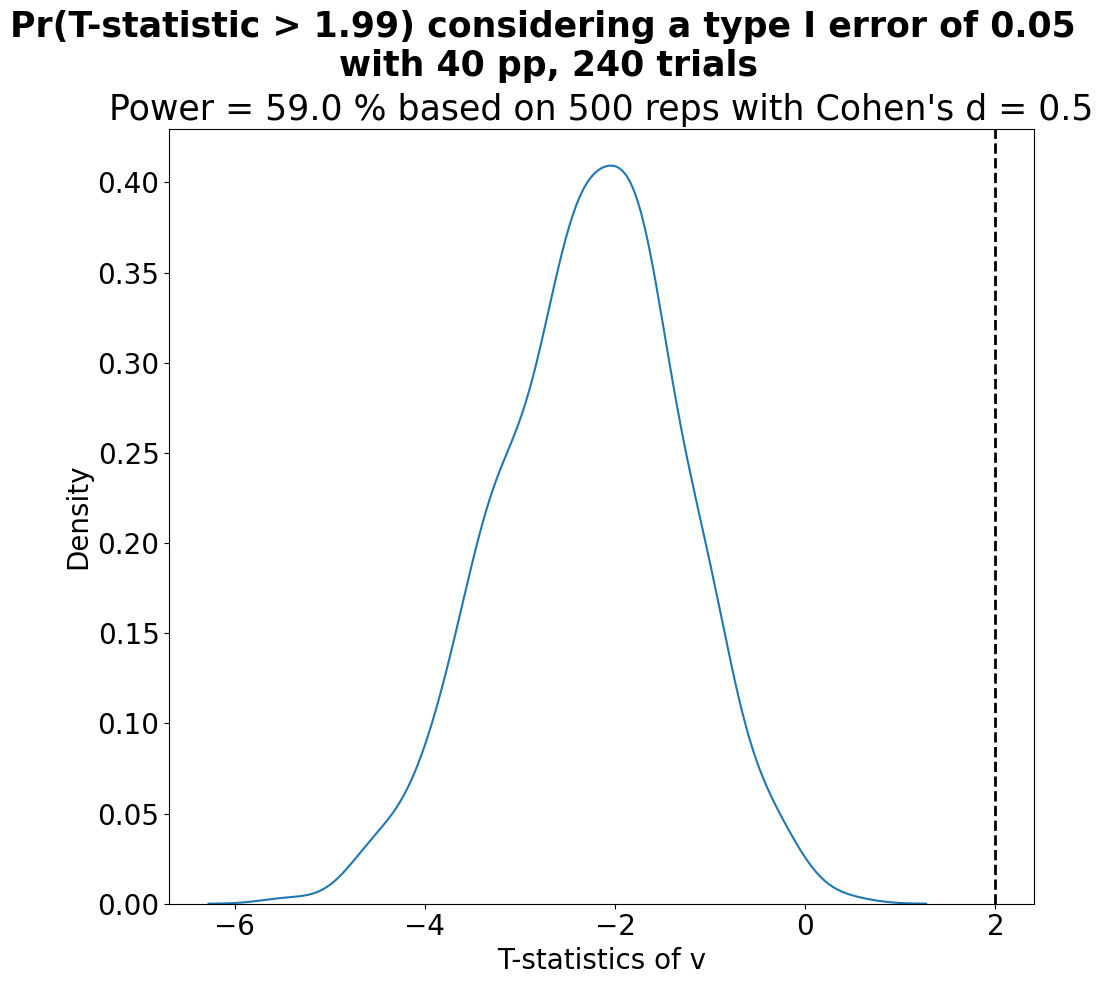 Pr(T-statistic > 1.99) considering a type I error of 0.05
with 40 pp, 240 trials
Power = 59.0 % based on 500 reps with Cohen's d = 0.5
0.40
0.35
0.30
0.25
0.20
0.15
0.10
0.05
0.00
Density
−6
−4
−2
0
2
T-statistics of v